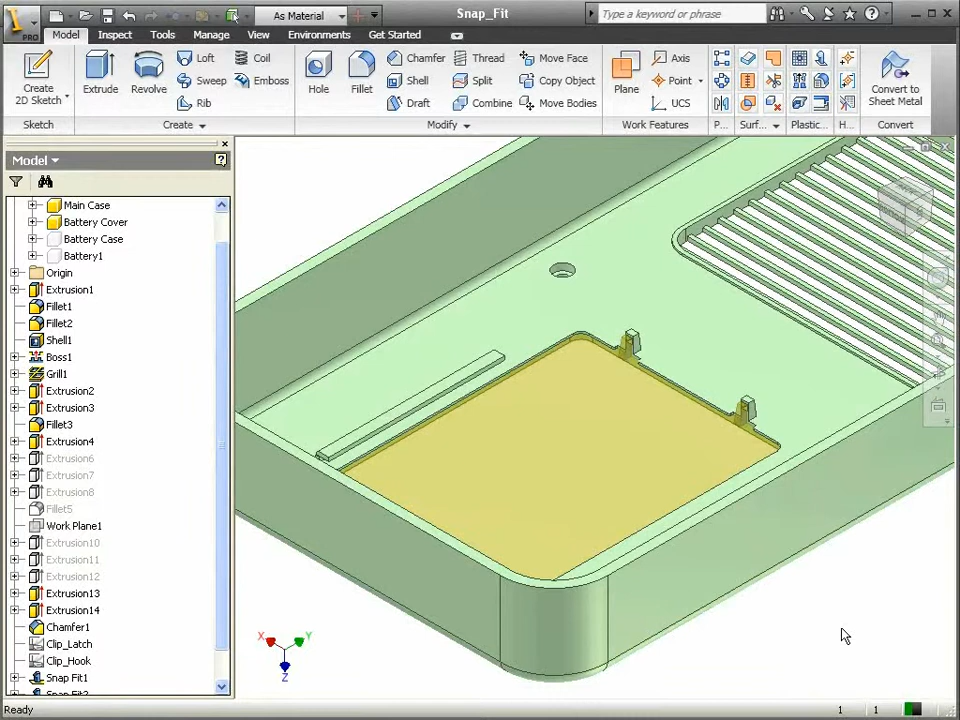 Snap_Fit
As Material
Type a keyword or phrase
PRO
Model
Inspect
Tools
Manage
View
Environments
Get Started
Create
2D Sketch
Extrude
Revolve
Loft
Sweep
Rib
Coil
Emboss
Hole
Fillet
Chamfer
Shell
Draft
Thread
Split
Combine
Move Face
Copy Object
Move Bodies
Plane
Axis
Point
UCS
Convert to
Sheet Metal
Sketch
Create
Modify
Work Features
P...
Surf...
Plastic...
H...
Convert
Model
Main Case
Battery Cover
Battery Case
Battery1
Origin
Extrusion1
Fillet1
Fillet2
Shell1
Boss1
Grill1
Extrusion2
Extrusion3
Fillet3
Extrusion4
Extrusion6
Extrusion7
Extrusion8
Fillet5
Work Plane1
Extrusion10
Extrusion11
Extrusion12
Extrusion13
Extrusion14
Chamfer1
Clip_Latch
Clip_Hook
Snap Fit1
Snap Fit2
X
Y
Z
Ready
1
1